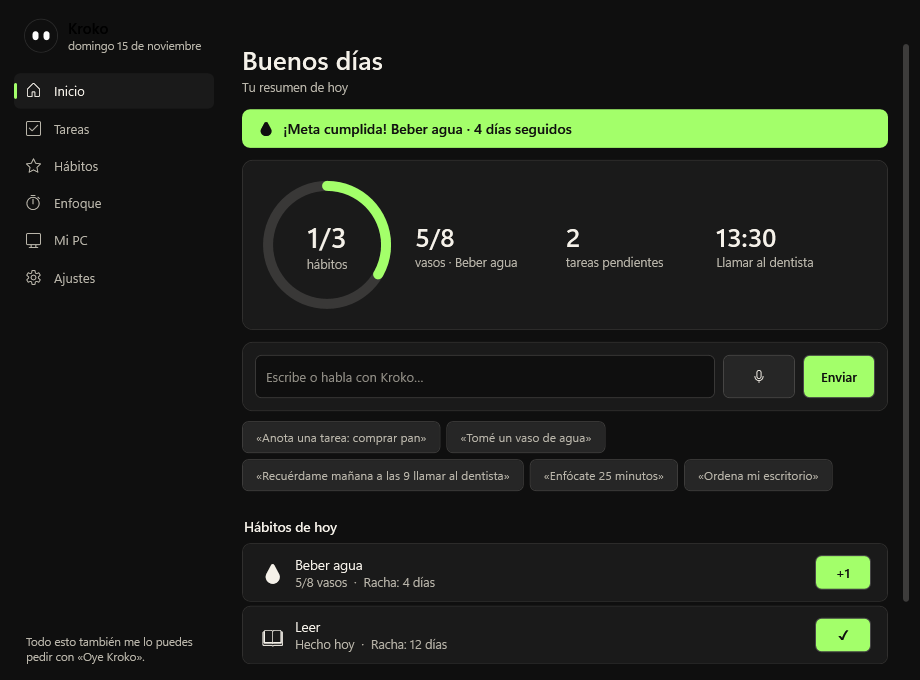 Kroko
domingo 15 de noviembre
Inicio
Tareas
Hábitos
Enfoque
Mi PC
Ajustes
Todo esto también me lo puedes
pedir con «Oye Kroko».
Buenos días
Tu resumen de hoy
¡Meta cumplida! Beber agua · 4 días seguidos
1/3
hábitos
5/8
vasos · Beber agua
2
tareas pendientes
13:30
Llamar al dentista
Escribe o habla con Kroko...
Enviar
«Anota una tarea: comprar pan»
«Tomé un vaso de agua»
«Recuérdame mañana a las 9 llamar al dentista»
«Enfócate 25 minutos»
«Ordena mi escritorio»
Hábitos de hoy
Beber agua
5/8 vasos · Racha: 4 días
+1
Leer
Hecho hoy · Racha: 12 días